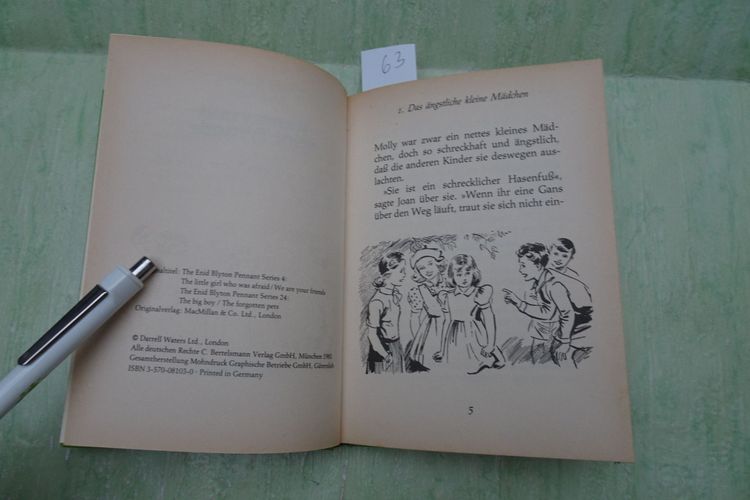 63
The Enid Blyton Pennant Series 4:
The little girl who was afraid / We are your friends
The Enid Blyton Pennant Series 24:
The big boy / The forgotten pets
Originalverlag: MacMillan & Co. Ltd., London
© Darrell Waters Ltd., London
Alle deutschen Rechte C. Bertelsmann Verlag GmbH, München
Gesamtherstellung Mohndruck Graphische Betriebe GmbH,
ISBN 3-570-08103-0 · Printed in Germany
1. Das ängstliche kleine Mädchen
Molly war zwar ein nettes kleines Mäd-
chen, doch so schreckhaft und ängstlich,
daß die anderen Kinder sie deswegen aus-
lachten.
»Sie ist ein schrecklicher Hasenfuß«,
sagte Joan über sie. »Wenn ihr eine Gans
über den Weg läuft, traut sie sich nicht ein-
5